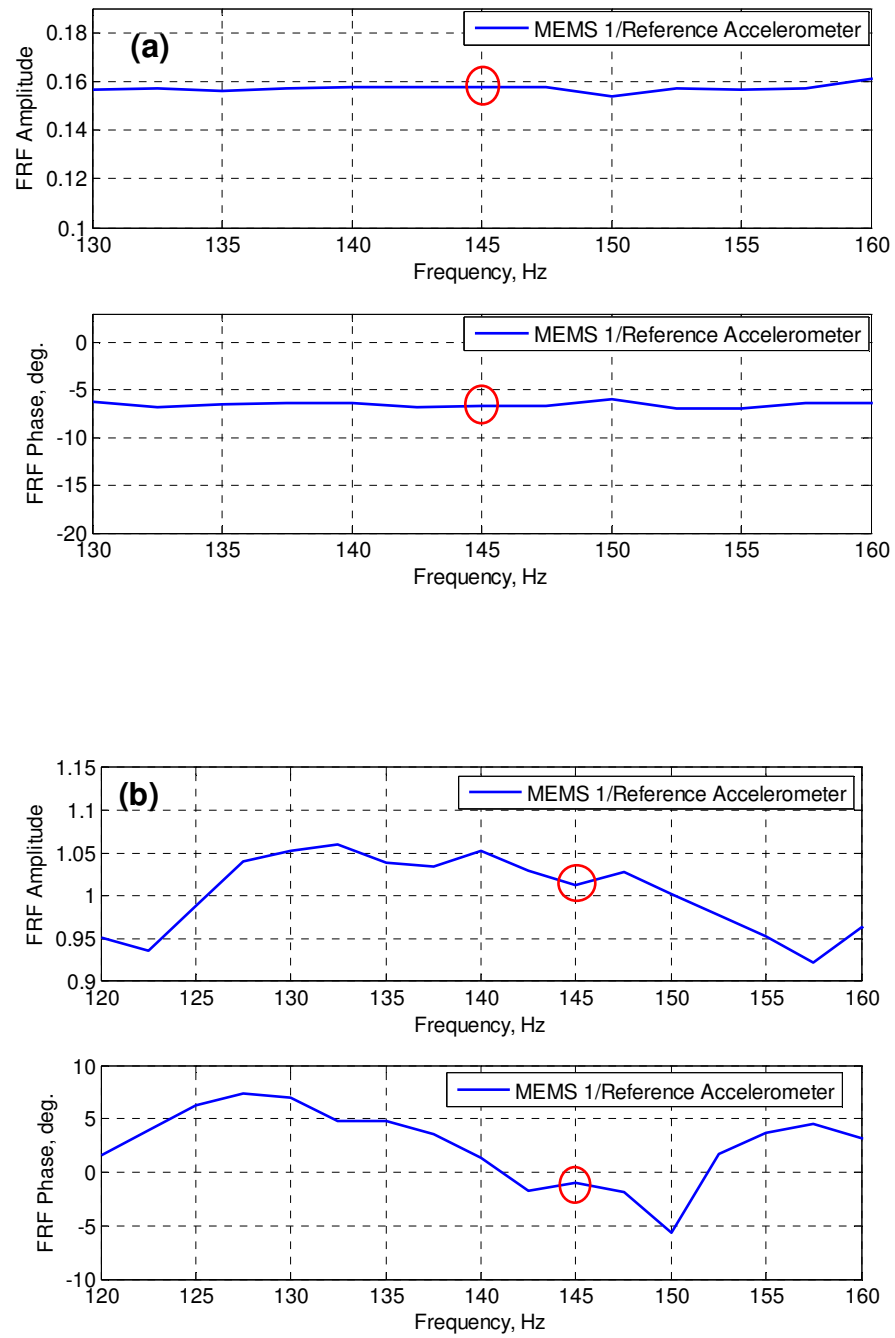 (a)
MEMS 1/Reference Accelerometer
FRF Amplitude
0.18
0.16
0.14
0.12
0.1
130 135 140 145 150 155 160
Frequency, Hz
MEMS 1/Reference Accelerometer
FRF Phase, deg.
0
-5
-10
-15
-20
130 135 140 145 150 155 160
Frequency, Hz
(b)
MEMS 1/Reference Accelerometer
FRF Amplitude
1.15
1.1
1.05
1
0.95
0.9
120 125 130 135 140 145 150 155 160
Frequency, Hz
MEMS 1/Reference Accelerometer
FRF Phase, deg.
10
5
0
-5
-10
120 125 130 135 140 145 150 155 160
Frequency, Hz